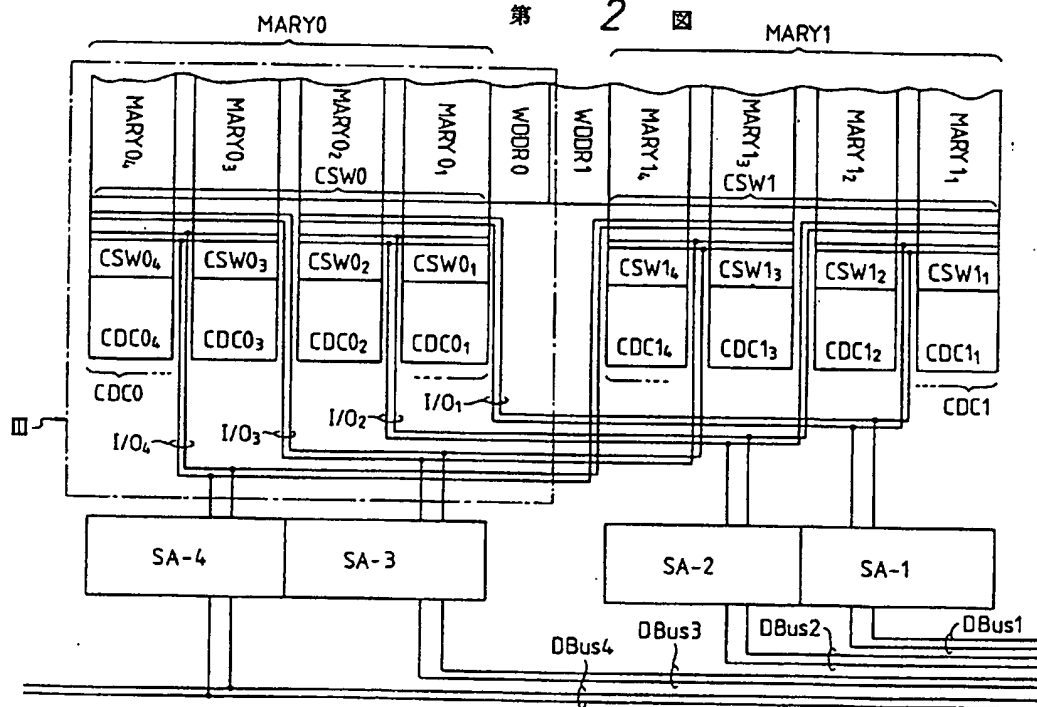 第 2 図
MARY0 MARY1
MARY0₄ MARY0₃ MARY0₂ MARY0₁ WDDR0 WDDR1 MARY1₄ MARY1₃ MARY1₂ MARY1₁
CSW0 CSW1
CSW0₄ CSW0₃ CSW0₂ CSW0₁ CSW1₄ CSW1₃ CSW1₂ CSW1₁
CDC0₄ CDC0₃ CDC0₂ CDC0₁ CDC1₄ CDC1₃ CDC1₂ CDC1₁
CDC0 CDC1
III
I/O₄ I/O₃ I/O₂ I/O₁
SA-4 SA-3 SA-2 SA-1
DBus4 DBus3 DBus2 DBus1